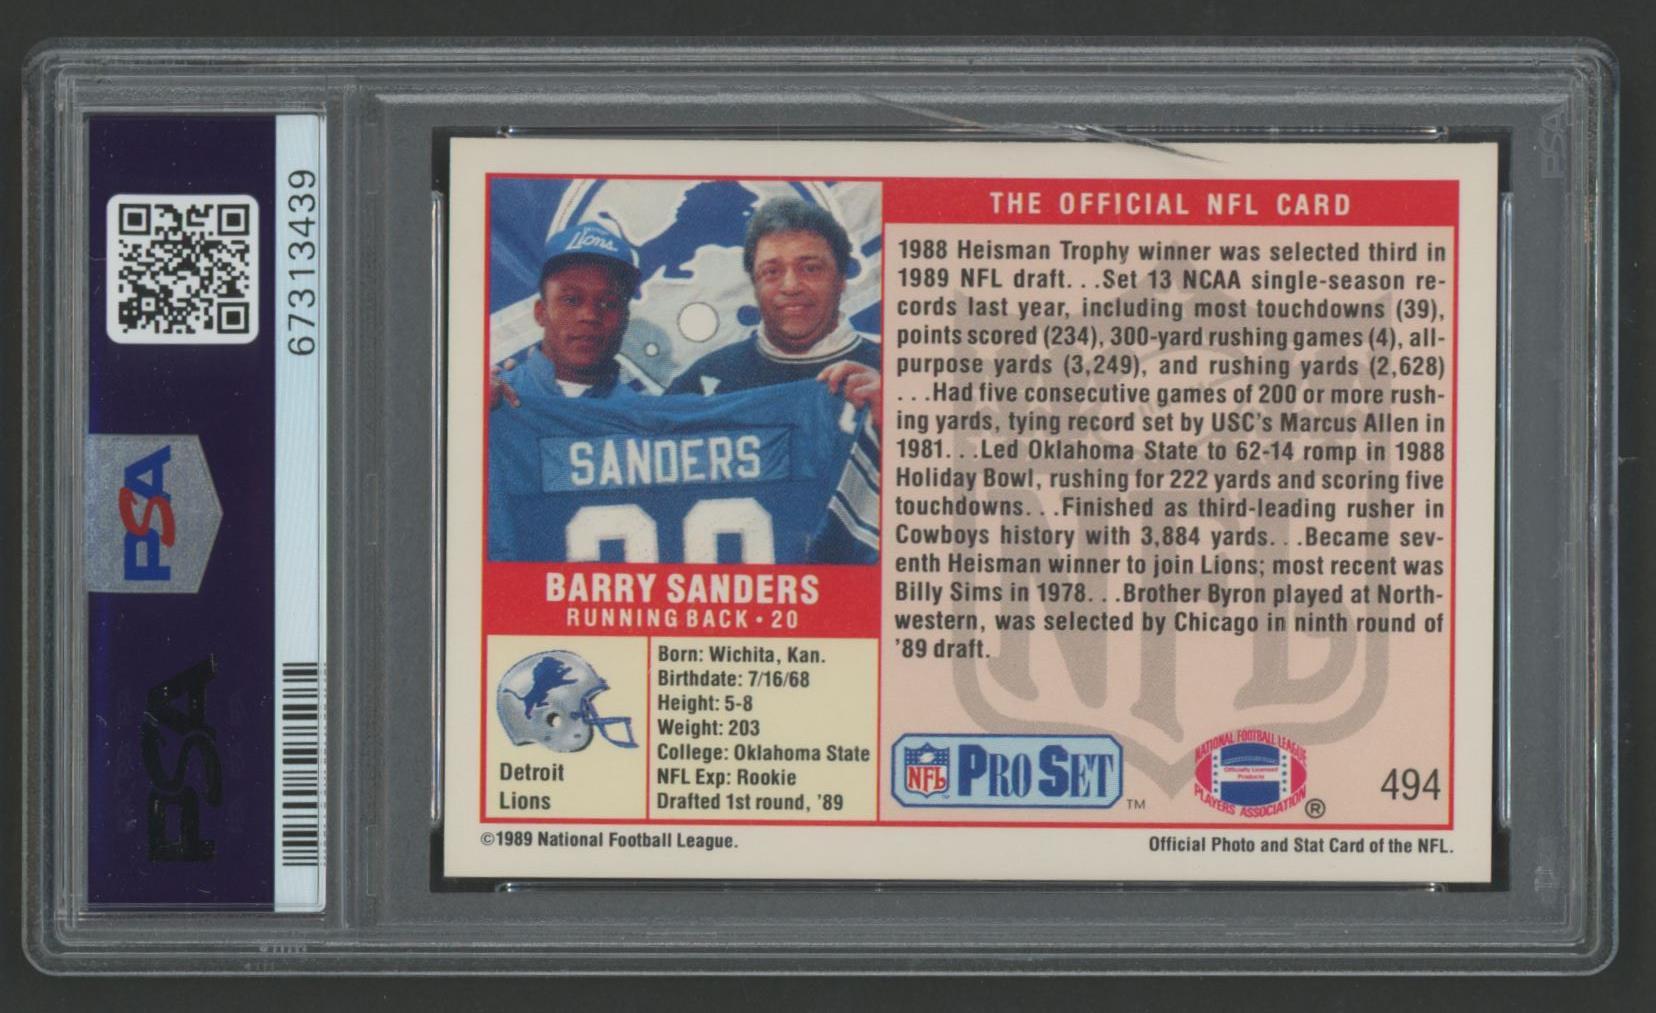 67313439
PSA
PSA
PSA
Lions
SANDERS
BARRY SANDERS
RUNNING BACK • 20
Detroit
Lions
Born: Wichita, Kan.
Birthdate: 7/16/68
Height: 5-8
Weight: 203
College: Oklahoma State
NFL Exp: Rookie
Drafted 1st round, '89
THE OFFICIAL NFL CARD
1988 Heisman Trophy winner was selected third in
1989 NFL draft. . .Set 13 NCAA single-season re-
cords last year, including most touchdowns (39),
points scored (234), 300-yard rushing games (4), all-
purpose yards (3,249), and rushing yards (2,628)
. . .Had five consecutive games of 200 or more rush-
ing yards, tying record set by USC's Marcus Allen in
1981. . .Led Oklahoma State to 62-14 romp in 1988
Holiday Bowl, rushing for 222 yards and scoring five
touchdowns. . .Finished as third-leading rusher in
Cowboys history with 3,884 yards. . .Became sev-
enth Heisman winner to join Lions; most recent was
Billy Sims in 1978. . .Brother Byron played at North-
western, was selected by Chicago in ninth round of
'89 draft.
NFL
NFL PRO SET TM
NATIONAL FOOTBALL LEAGUE
Officially Licensed
Products
PLAYERS ASSOCIATION ®
494
©1989 National Football League.
Official Photo and Stat Card of the NFL.